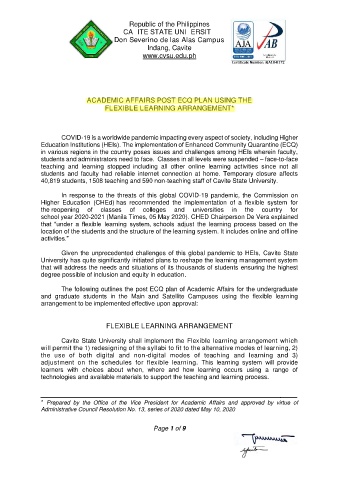 Republic of the Philippines
CA ITE STATE UNI ERSIT
Don Severino de las Alas Campus
Indang, Cavite
www.cvsu.edu.ph
AJA
PAB
ACADEMIC AFFAIRS POST ECQ PLAN USING THE
FLEXIBLE LEARNING ARRANGEMENT*
COVID-19 is a worldwide pandemic impacting every aspect of society, including Higher
Education Institutions (HEIs). The implementation of Enhanced Community Quarantine (ECQ)
in various regions in the country poses issues and challenges among HEIs wherein faculty,
students and administrators need to face. Classes in all levels were suspended – face-to-face
teaching and learning stopped including all other online learning activities since not all
students and faculty had reliable internet connection at home. Temporary closure affects
40,819 students, 1508 teaching and 590 non-teaching staff of Cavite State University.
In response to the threats of this global COVID-19 pandemic, the Commission on
Higher Education (CHEd) has recommended the implementation of a flexible system for
the reopening of classes of colleges and universities in the country for
school year 2020-2021 (Manila Times, 05 May 2020). CHED Chairperson De Vera explained
that "under a flexible learning system, schools adjust the learning process based on the
location of the students and the structure of the learning system. It includes online and offline
activities."
Given the unprecedented challenges of this global pandemic to HEIs, Cavite State
University has quite significantly initiated plans to reshape the learning management system
that will address the needs and situations of its thousands of students ensuring the highest
degree possible of inclusion and equity in education.
The following outlines the post ECQ plan of Academic Affairs for the undergraduate
and graduate students in the Main and Satellite Campuses using the flexible learning
arrangement to be implemented effective upon approval:
FLEXIBLE LEARNING ARRANGEMENT
Cavite State University shall implement the Flexible learning arrangement which
will permit the 1) redesigning of the syllabi to fit to the alternative modes of learning, 2)
the use of both digital and non-digital modes of teaching and learning and 3)
adjustment on the schedules for flexible learning. This learning system will provide
learners with choices about when, where and how learning occurs using a range of
technologies and available materials to support the teaching and learning process.
* Prepared by the Office of the Vice President for Academic Affairs and approved by virtue of
Administrative Council Resolution No. 13, series of 2020 dated May 10, 2020
Page 1 of 9